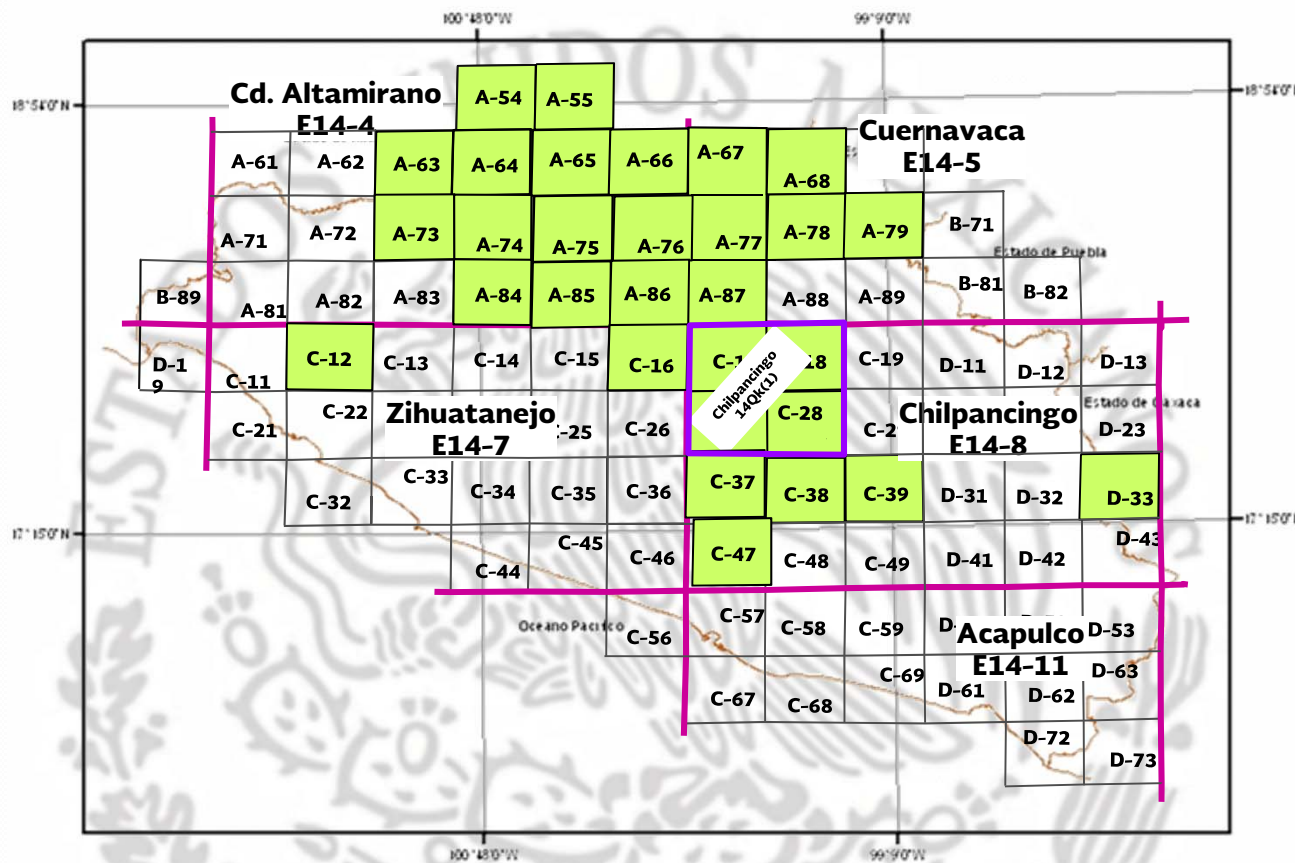 100°48'0"W
99°9'0"W
18°54'0"N
18°54'0"N
A-54
A-55
Cd. Altamirano
E14-4
Cuernavaca
E14-5
A-61
A-62
A-63
A-64
A-65
A-66
A-67
A-68
A-71
A-72
A-73
A-74
A-75
A-76
A-77
A-78
A-79
B-71
Estado de Puebla
B-89
A-81
A-82
A-83
A-84
A-85
A-86
A-87
A-88
A-89
B-81
B-82
D-1
9
C-11
C-12
C-13
C-14
C-15
C-16
C-1
18
C-19
D-11
D-12
D-13
Chilpancingo
14Qk(1)
Estado de Oaxaca
C-21
C-22
Zihuatanejo
E14-7
-25
C-26
C-28
C-2
Chilpancingo
E14-8
D-23
C-32
C-33
C-34
C-35
C-36
C-37
C-38
C-39
D-31
D-32
D-33
17°15'0"N
17°15'0"N
C-44
C-45
C-46
C-47
C-48
C-49
D-41
D-42
D-43
Oceano Pacifico
C-56
C-57
C-58
C-59
D-
Acapulco
E14-11
D-53
C-67
C-68
C-69
D-61
D-62
D-63
D-72
D-73
100°48'0"W
99°9'0"W
ESTADOS UNIDOS MEXIC